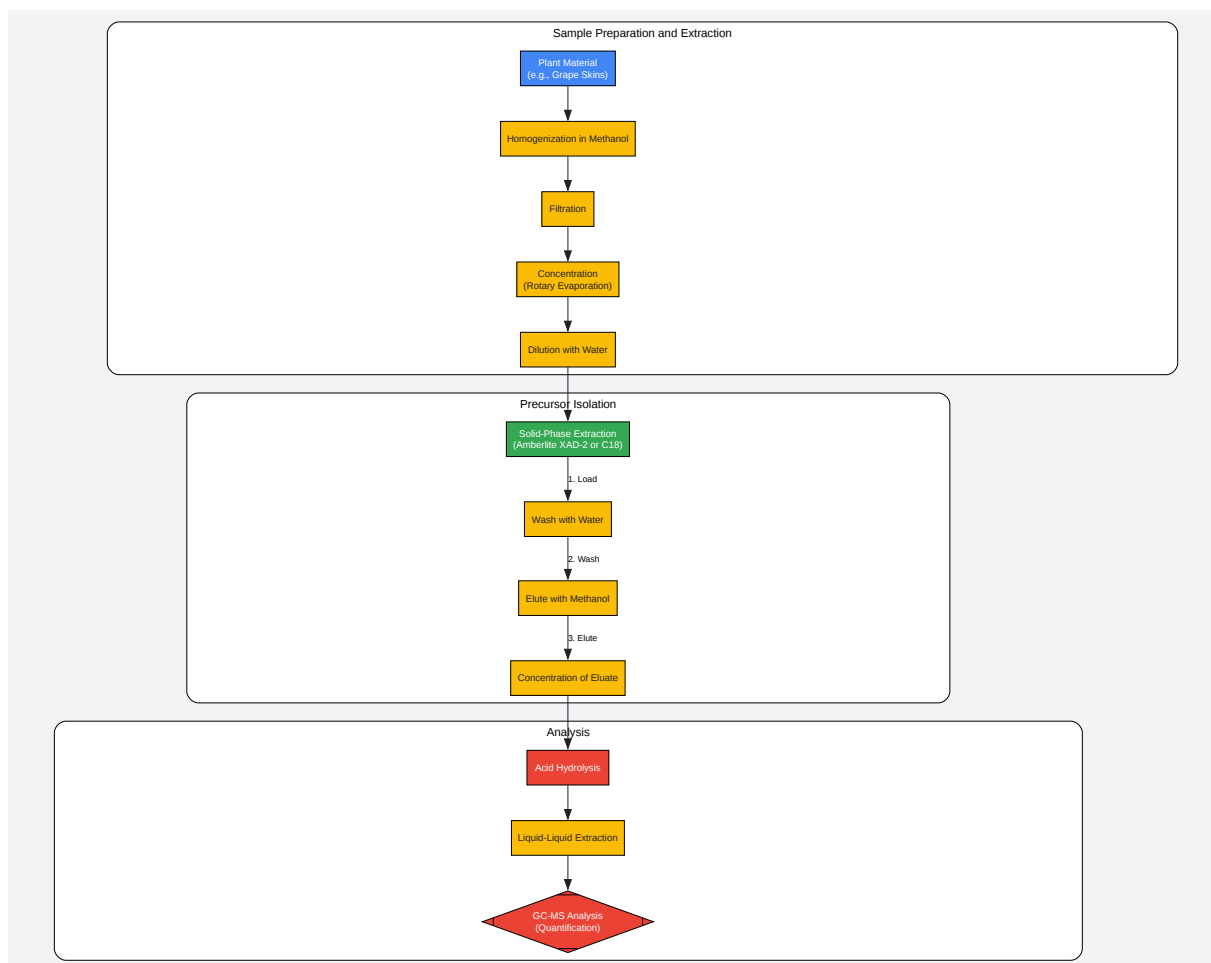 Sample Preparation and Extraction
Plant Material
(e.g., Grape Skins)
Homogenization in Methanol
Filtration
Concentration
(Rotary Evaporation)
Dilution with Water
Precursor Isolation
Solid-Phase Extraction
(Amberlite XAD-2 or C18)
1. Load
Wash with Water
2. Wash
Elute with Methanol
3. Elute
Concentration of Eluate
Analysis
Acid Hydrolysis
Liquid-Liquid Extraction
GC-MS Analysis
(Quantification)